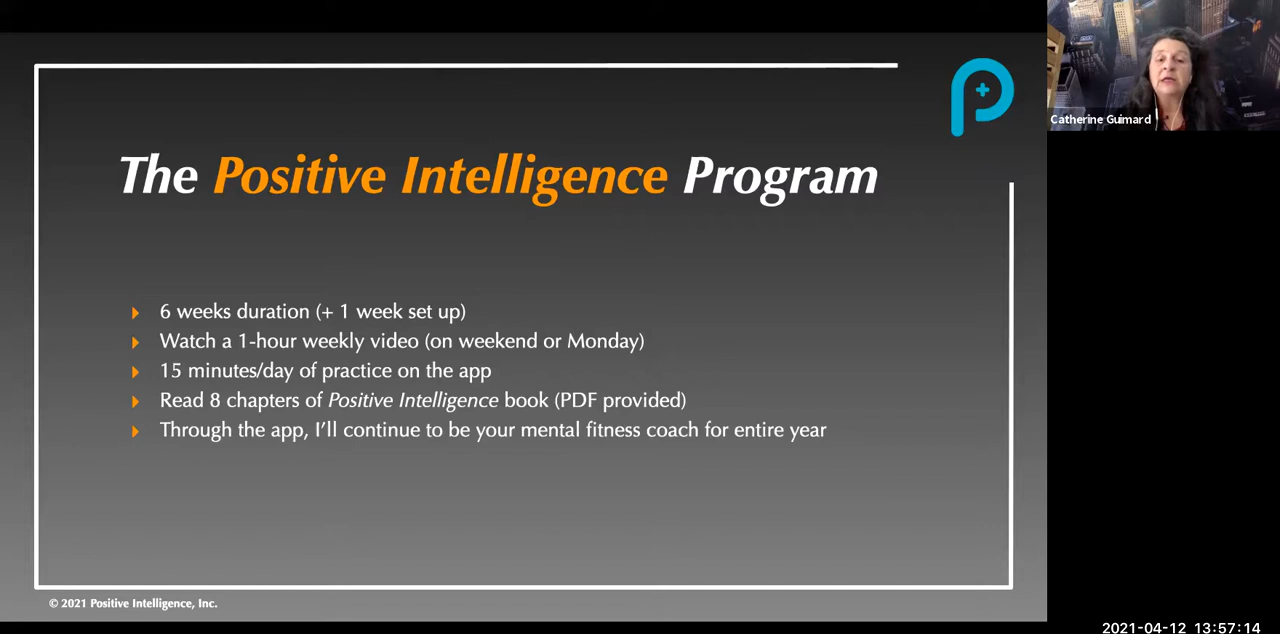 The Positive Intelligence Program
Catherine Guimard
6 weeks duration (+ 1 week set up)
Watch a 1-hour weekly video (on weekend or Monday)
15 minutes/day of practice on the app
Read 8 chapters of Positive Intelligence book (PDF provided)
Through the app, I’ll continue to be your mental fitness coach for entire year
© 2021 Positive Intelligence, Inc.
2021-04-12 13:57:14